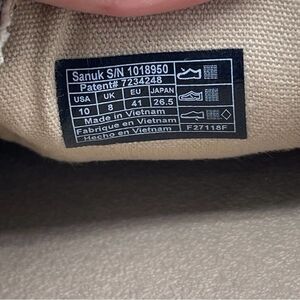 Sanuk S/N 1018950
Patent# 7234248
USA UK EU JAPAN
10 8 41 26.5
Made in Vietnam
Fabrique en Vietnam
Hecho en Vietnam
F27118F